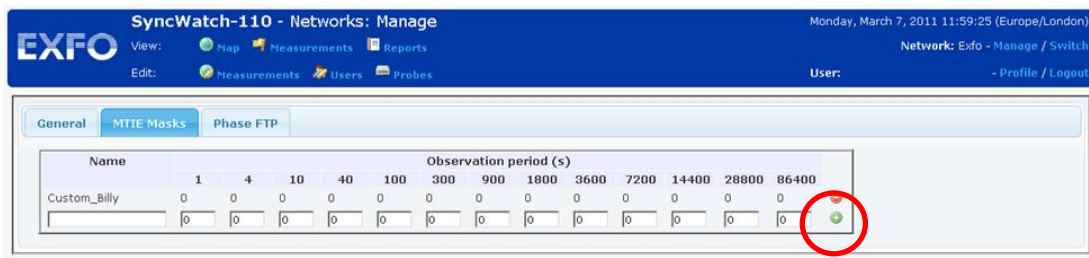 SyncWatch-110 - Networks: Manage
Monday, March 7, 2011 11:59:25 (Europe/London)
EXFO
View: Map Measurements Reports
Network: Exfo - Manage / Switch
Edit: Measurements Users Probes
User: - Profile / Logout
General MTIE Masks Phase FTP
Name Observation period (s)
1 4 10 40 100 300 900 1800 3600 7200 14400 28800 86400
Custom_Billy 0 0 0 0 0 0 0 0 0 0 0 0 0
0 0 0 0 0 0 0 0 0 0 0 0 0